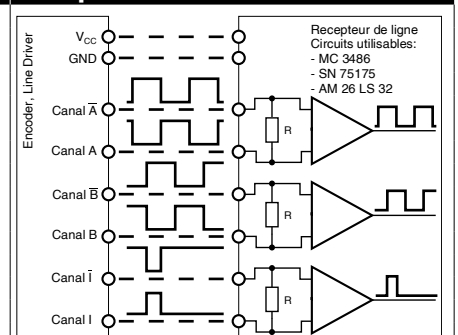 Encoder, Line Driver
V_CC
GND
Canal A̅
Canal A
Canal B̅
Canal B
Canal I̅
Canal I
Recepteur de ligne
Circuits utilisables:
- MC 3486
- SN 75175
- AM 26 LS 32
R
R
R